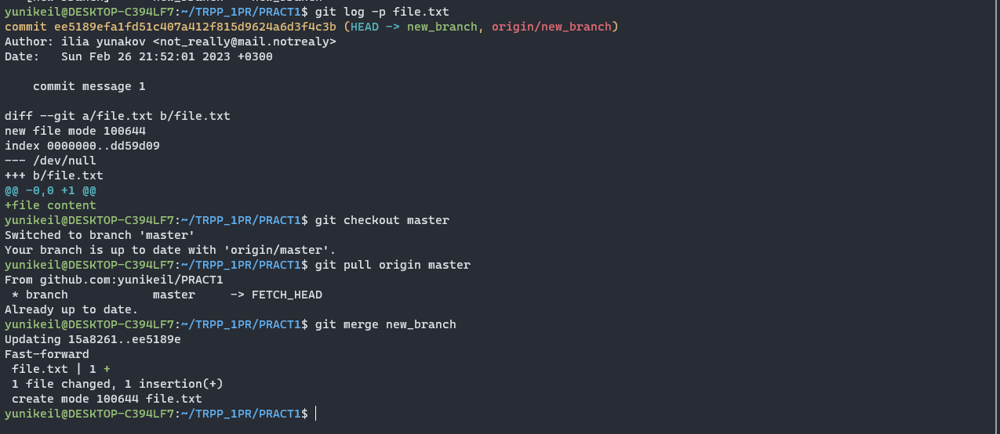 yunikeil@DESKTOP-C394LF7:~/TRPP_1PR/PRACT1$ git log -p file.txt
commit ee5189efa1fd51c407a412f815d9624a6d3f4c3b (HEAD -> new_branch, origin/new_branch)
Author: ilia yunakov <not_really@mail.notrealy>
Date:   Sun Feb 26 21:52:01 2023 +0300

    commit message 1

diff --git a/file.txt b/file.txt
new file mode 100644
index 0000000..dd59d09
--- /dev/null
+++ b/file.txt
@@ -0,0 +1 @@
+file content
yunikeil@DESKTOP-C394LF7:~/TRPP_1PR/PRACT1$ git checkout master
Switched to branch 'master'
Your branch is up to date with 'origin/master'.
yunikeil@DESKTOP-C394LF7:~/TRPP_1PR/PRACT1$ git pull origin master
From github.com:yunikeil/PRACT1
 * branch            master     -> FETCH_HEAD
Already up to date.
yunikeil@DESKTOP-C394LF7:~/TRPP_1PR/PRACT1$ git merge new_branch
Updating 15a8261..ee5189e
Fast-forward
 file.txt | 1 +
 1 file changed, 1 insertion(+)
 create mode 100644 file.txt
yunikeil@DESKTOP-C394LF7:~/TRPP_1PR/PRACT1$